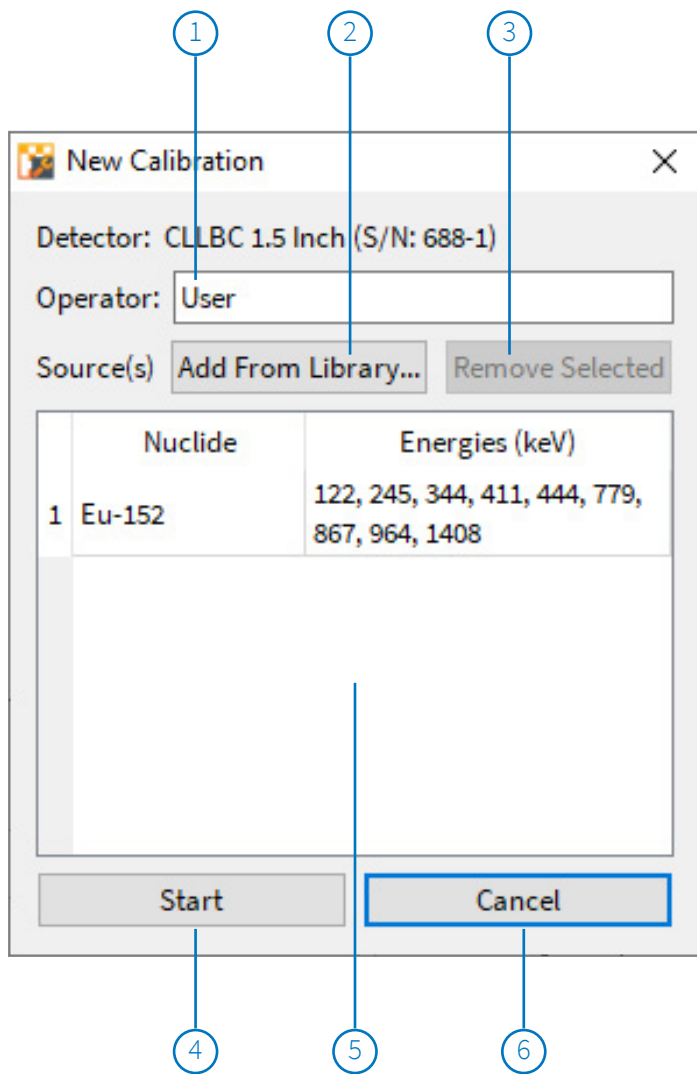 1 2 3
New Calibration
Detector: CLLBC 1.5 Inch (S/N: 688-1)
Operator: User
Source(s) Add From Library... Remove Selected
Nuclide Energies (keV)
1 Eu-152 122, 245, 344, 411, 444, 779,
867, 964, 1408
Start Cancel
4 5 6